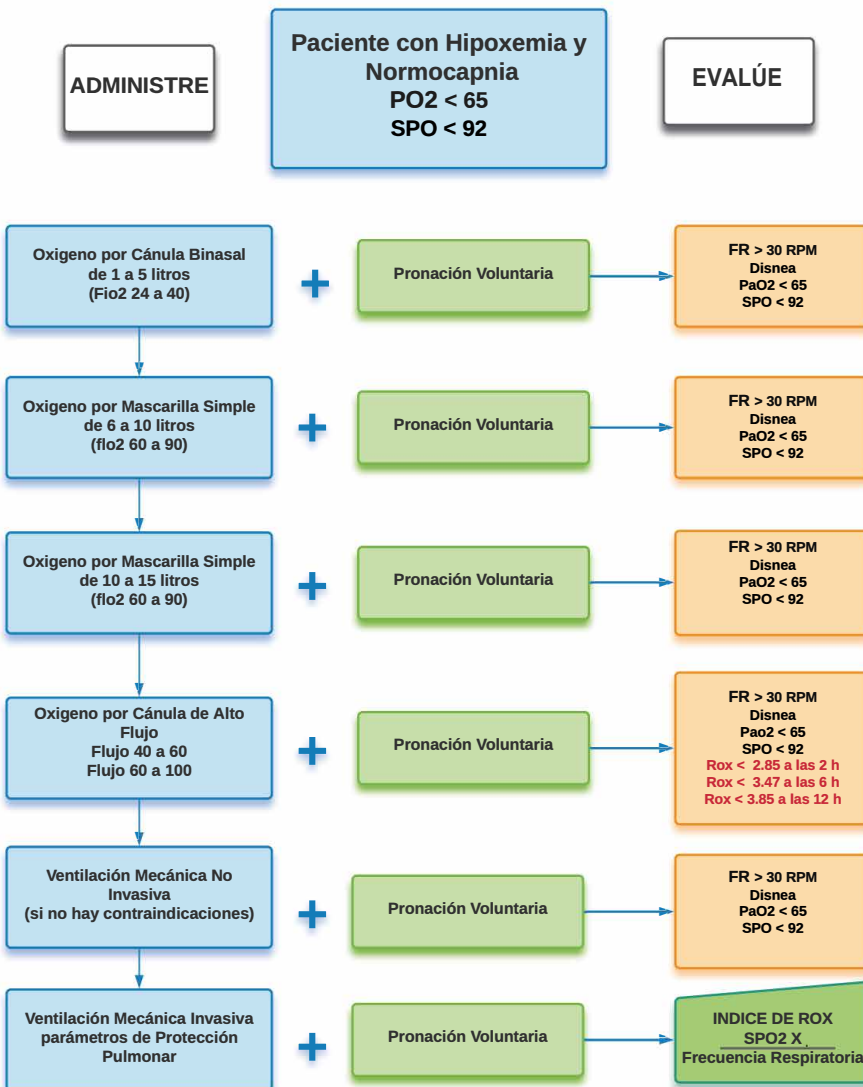 ADMINISTRE
Paciente con Hipoxemia y
Normocapnia
PO2 < 65
SPO < 92
EVALÚE
Oxigeno por Cánula Binasal
de 1 a 5 litros
(Fio2 24 a 40)
+
Pronación Voluntaria
FR > 30 RPM
Disnea
PaO2 < 65
SPO < 92
Oxigeno por Mascarilla Simple
de 6 a 10 litros
(flo2 60 a 90)
+
Pronación Voluntaria
FR > 30 RPM
Disnea
PaO2 < 65
SPO < 92
Oxigeno por Mascarilla Simple
de 10 a 15 litros
(flo2 60 a 90)
+
Pronación Voluntaria
FR > 30 RPM
Disnea
PaO2 < 65
SPO < 92
Oxigeno por Cánula de Alto
Flujo
Flujo 40 a 60
Flujo 60 a 100
+
Pronación Voluntaria
FR > 30 RPM
Disnea
Pao2 < 65
SPO < 92
Rox < 2.85 a las 2 h
Rox < 3.47 a las 6 h
Rox < 3.85 a las 12 h
Ventilación Mecánica No
Invasiva
(si no hay contraindicaciones)
+
Pronación Voluntaria
FR > 30 RPM
Disnea
PaO2 < 65
SPO < 92
Ventilación Mecánica Invasiva
parámetros de Protección
Pulmonar
+
Pronación Voluntaria
INDICE DE ROX
SPO2 X .
Frecuencia Respiratoria